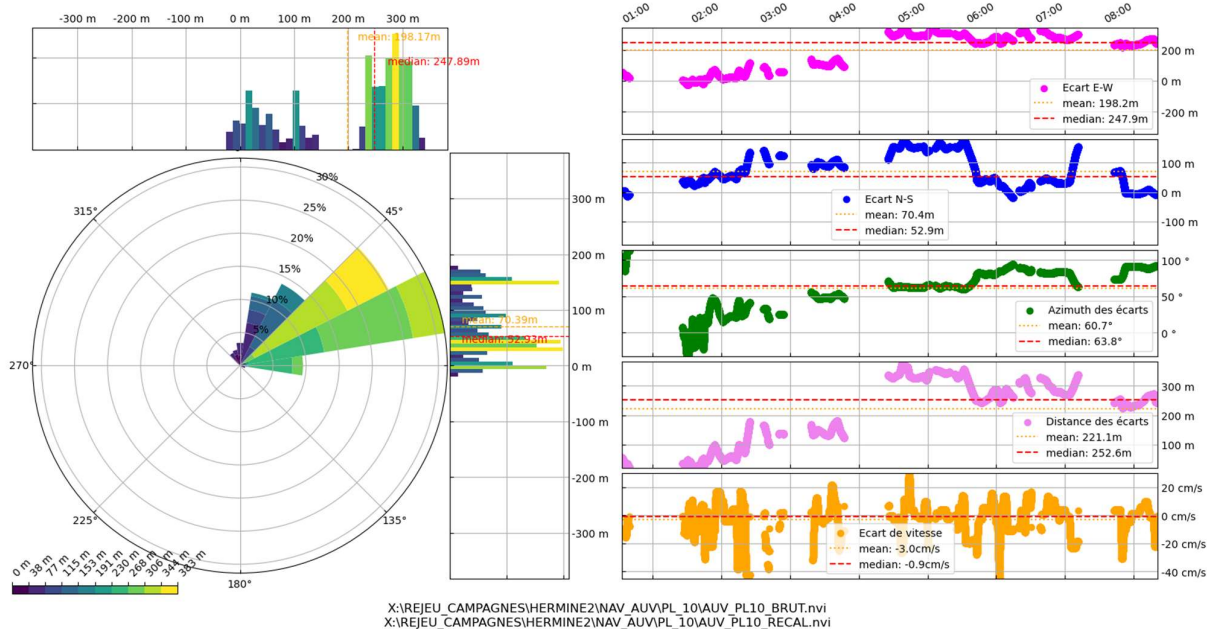 -300 m -200 m -100 m 0 m 100 m 200 m 300 m
mean: 198.17m
median: 247.89m
30%
25%
20%
15%
10%
5%
315°
45°
270°
225°
135°
180°
300 m
200 m
100 m
mean: 70.39m
median: 52.93m
0 m
-100 m
-200 m
-300 m
0 m 38 m 77 m 115 m 153 m 191 m 230 m 268 m 306 m 344 m 383 m
01:00 02:00 03:00 04:00 05:00 06:00 07:00 08:00
200 m
0 m
-200 m
Ecart E-W
mean: 198.2m
median: 247.9m
100 m
0 m
-100 m
Ecart N-S
mean: 70.4m
median: 52.9m
100 °
50 °
0 °
Azimuth des écarts
mean: 60.7°
median: 63.8°
300 m
200 m
100 m
Distance des écarts
mean: 221.1m
median: 252.6m
20 cm/s
0 cm/s
-20 cm/s
-40 cm/s
Ecart de vitesse
mean: -3.0cm/s
median: -0.9cm/s
X:\REJEU_CAMPAGNES\HERMINE2\NAV_AUV\PL_10\AUV_PL10_BRUT.nvi
X:\REJEU_CAMPAGNES\HERMINE2\NAV_AUV\PL_10\AUV_PL10_RECAL.nvi